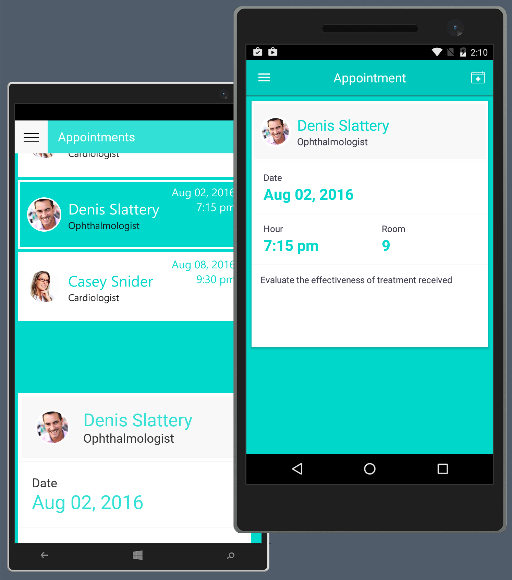 Appointments
Cardiologist
Aug 02, 2016
7:15 pm
Denis Slattery
Ophthalmologist
Aug 08, 2016
9:30 pm
Casey Snider
Cardiologist
Denis Slattery
Ophthalmologist
Date
Aug 02, 2016
2:10
Appointment
Denis Slattery
Ophthalmologist
Date
Aug 02, 2016
Hour
Room
7:15 pm
9
Evaluate the effectiveness of treatment received